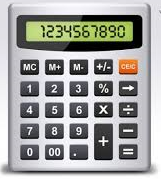 1234567890
MC M+ M- +/- CE/C
1 2 3 % →
4 5 6 X ÷
7 8 9 + -
0 00 . =